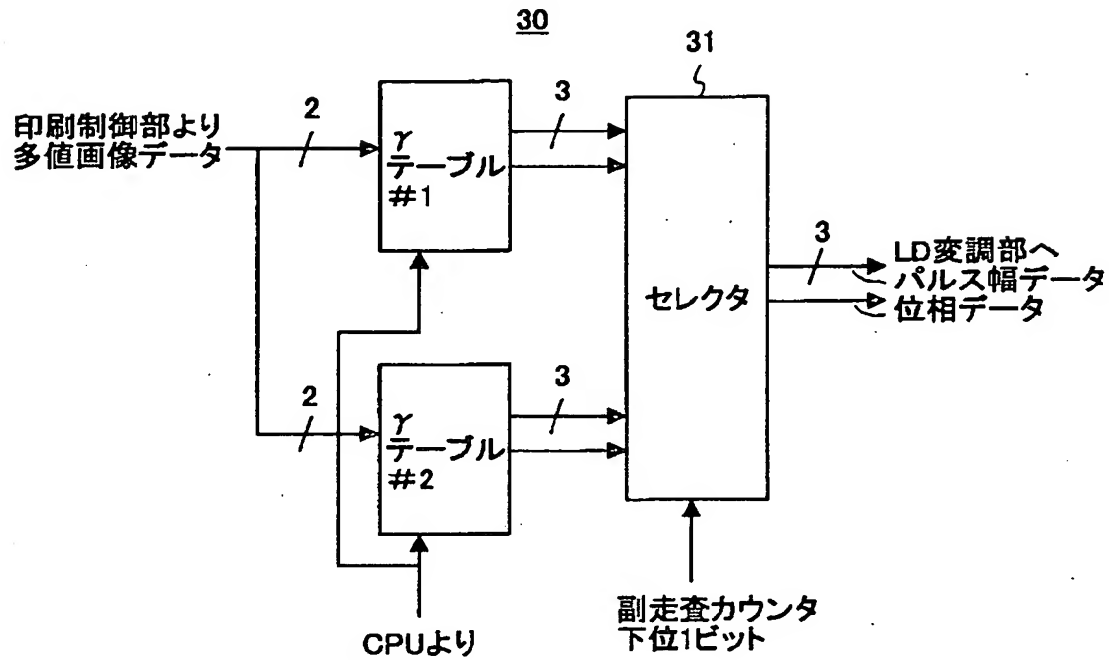 30
31
印刷制御部より
多値画像データ
2
γ
テーブル
#1
3
セレクタ
3
LD変調部へ
パルス幅データ
位相データ
2
γ
テーブル
#2
3
CPUより
副走査カウンタ
下位1ビット